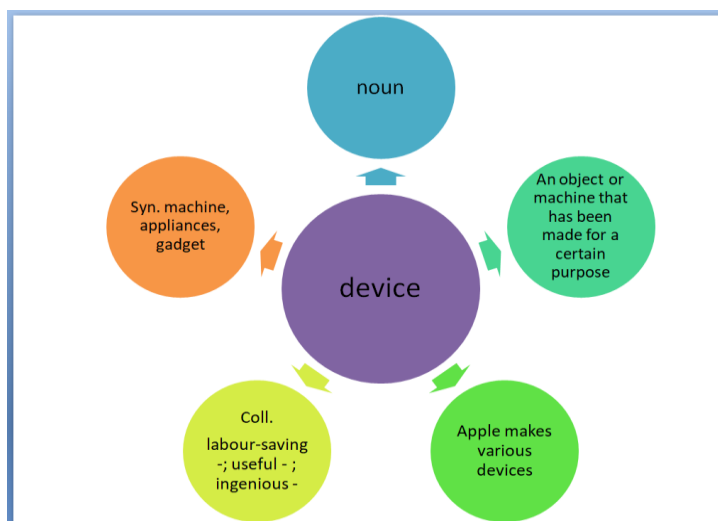 noun
An object or
machine that
has been
made for a
certain
purpose
Syn. machine,
appliances,
gadget
device
Coll.
labour-saving
-; useful - ;
ingenious -
Apple makes
various
devices